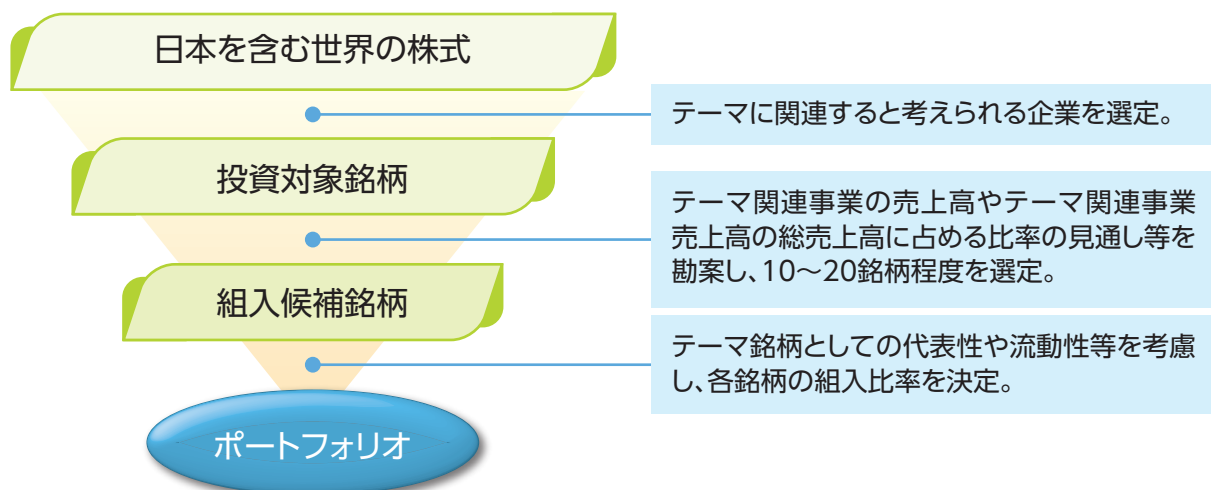 日本を含む世界の株式
テーマに関連すると考えられる企業を選定。
投資対象銘柄
テーマ関連事業の売上高やテーマ関連事業
売上高の総売上高に占める比率の見通し等を
勘案し、10～20銘柄程度を選定。
組入候補銘柄
テーマ銘柄としての代表性や流動性等を考慮
し、各銘柄の組入比率を決定。
ポートフォリオ